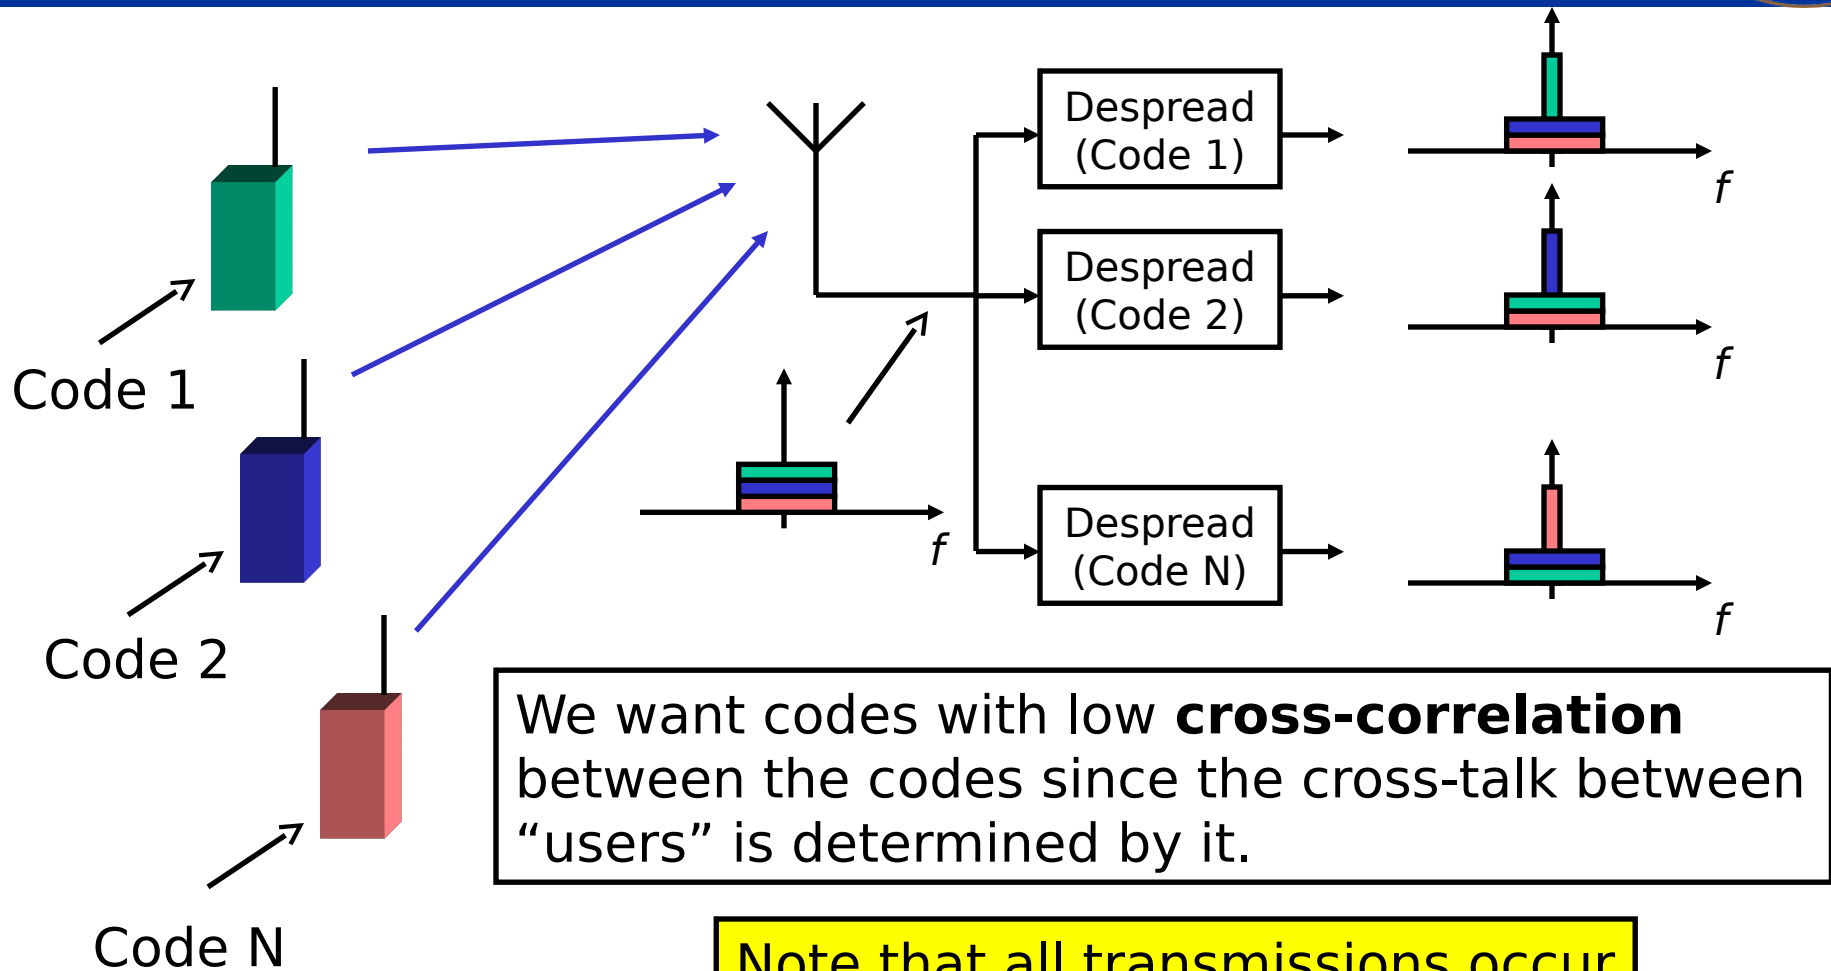 Code 1
Code 2
Code N
Despread
(Code 1)
Despread
(Code 2)
Despread
(Code N)
f
f
f
f
We want codes with low cross-correlation
between the codes since the cross-talk between
“users” is determined by it.
Note that all transmissions occur